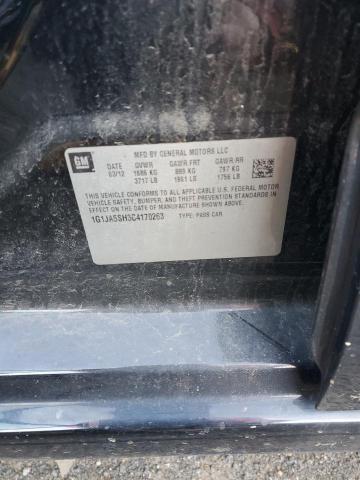 GM
MFD BY GENERAL MOTORS LLC
DATE GVWR GAWR FRT GAWR RR
03/12 1686 KG 889 KG 797 KG
3717 LB 1961 LB 1756 LB
THIS VEHICLE CONFORMS TO ALL APPLICABLE U.S. FEDERAL MOTOR
VEHICLE SAFETY, BUMPER, AND THEFT PREVENTION STANDARDS
IN EFFECT ON THE DATE OF MANUFACTURE SHOWN ABOVE.
1G1JA5SH3C4170263 TYPE: PASS CAR